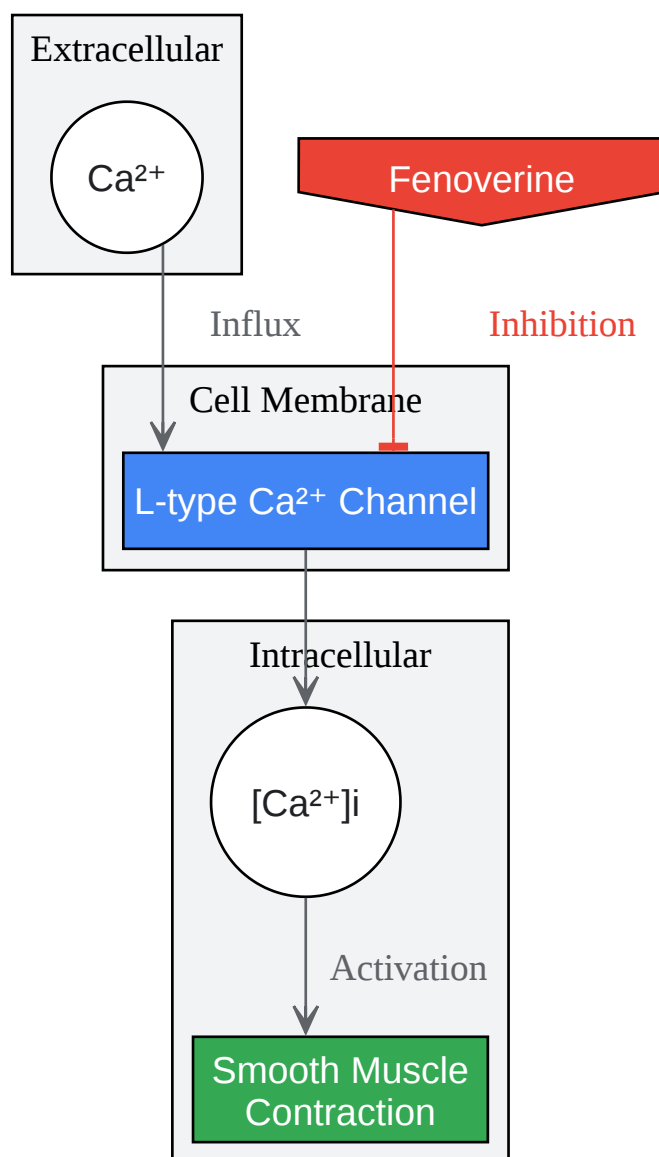 Extracellular
Ca²⁺
Fenoverine
Influx
Inhibition
Cell Membrane
L-type Ca²⁺ Channel
Intracellular
[Ca²⁺]i
Activation
Smooth Muscle
Contraction